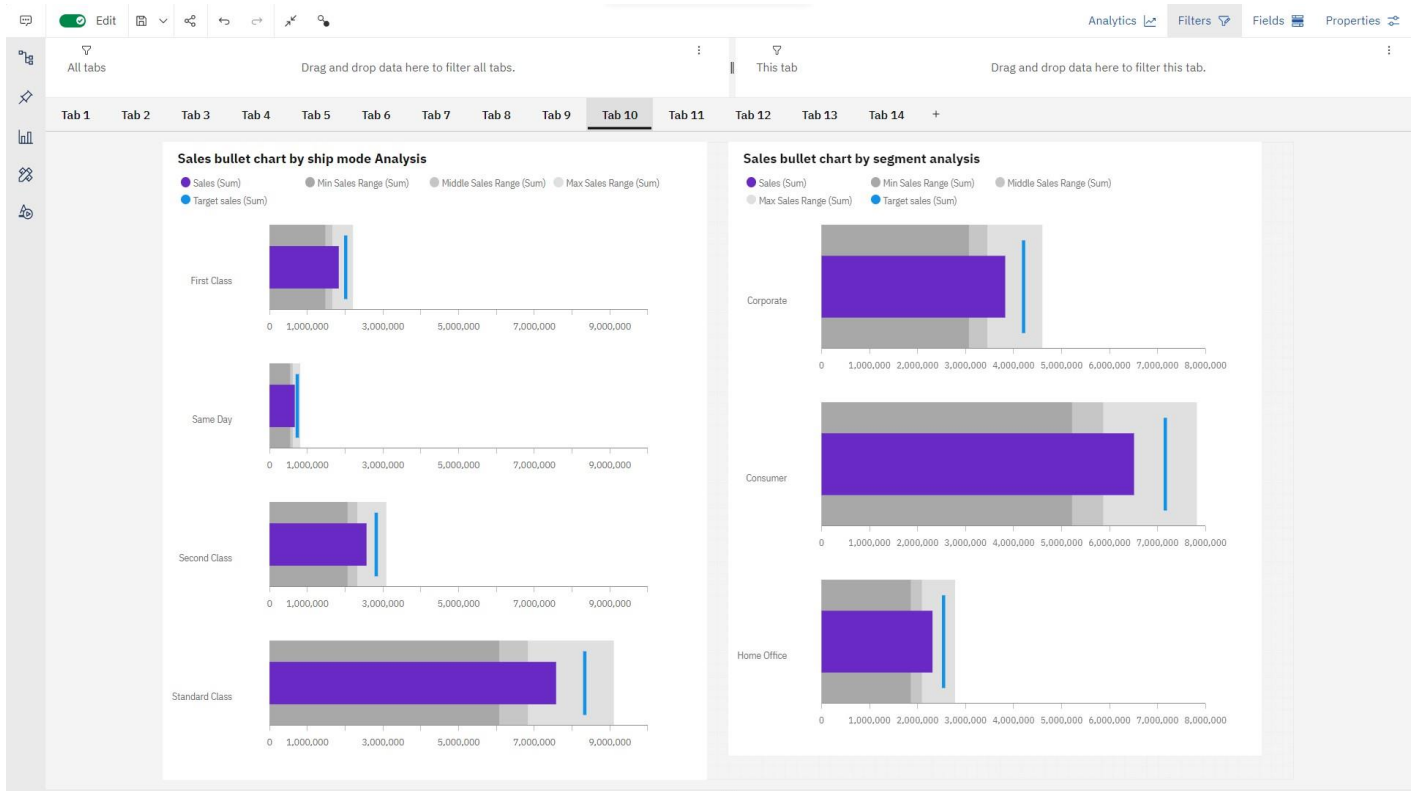 Edit
Analytics Filters Fields Properties
All tabs Drag and drop data here to filter all tabs.
This tab Drag and drop data here to filter this tab.
Tab 1 Tab 2 Tab 3 Tab 4 Tab 5 Tab 6 Tab 7 Tab 8 Tab 9 Tab 10 Tab 11 Tab 12 Tab 13 Tab 14 +
Sales bullet chart by ship mode Analysis
Sales (Sum) Min Sales Range (Sum) Middle Sales Range (Sum) Max Sales Range (Sum)
Target sales (Sum)
First Class
0 1,000,000 3,000,000 5,000,000 7,000,000 9,000,000
Same Day
0 1,000,000 3,000,000 5,000,000 7,000,000 9,000,000
Second Class
0 1,000,000 3,000,000 5,000,000 7,000,000 9,000,000
Standard Class
0 1,000,000 3,000,000 5,000,000 7,000,000 9,000,000
Sales bullet chart by segment analysis
Sales (Sum) Min Sales Range (Sum) Middle Sales Range (Sum)
Max Sales Range (Sum) Target sales (Sum)
Corporate
0 1,000,000 2,000,000 3,000,000 4,000,000 5,000,000 6,000,000 7,000,000 8,000,000
Consumer
0 1,000,000 2,000,000 3,000,000 4,000,000 5,000,000 6,000,000 7,000,000 8,000,000
Home Office
0 1,000,000 2,000,000 3,000,000 4,000,000 5,000,000 6,000,000 7,000,000 8,000,000